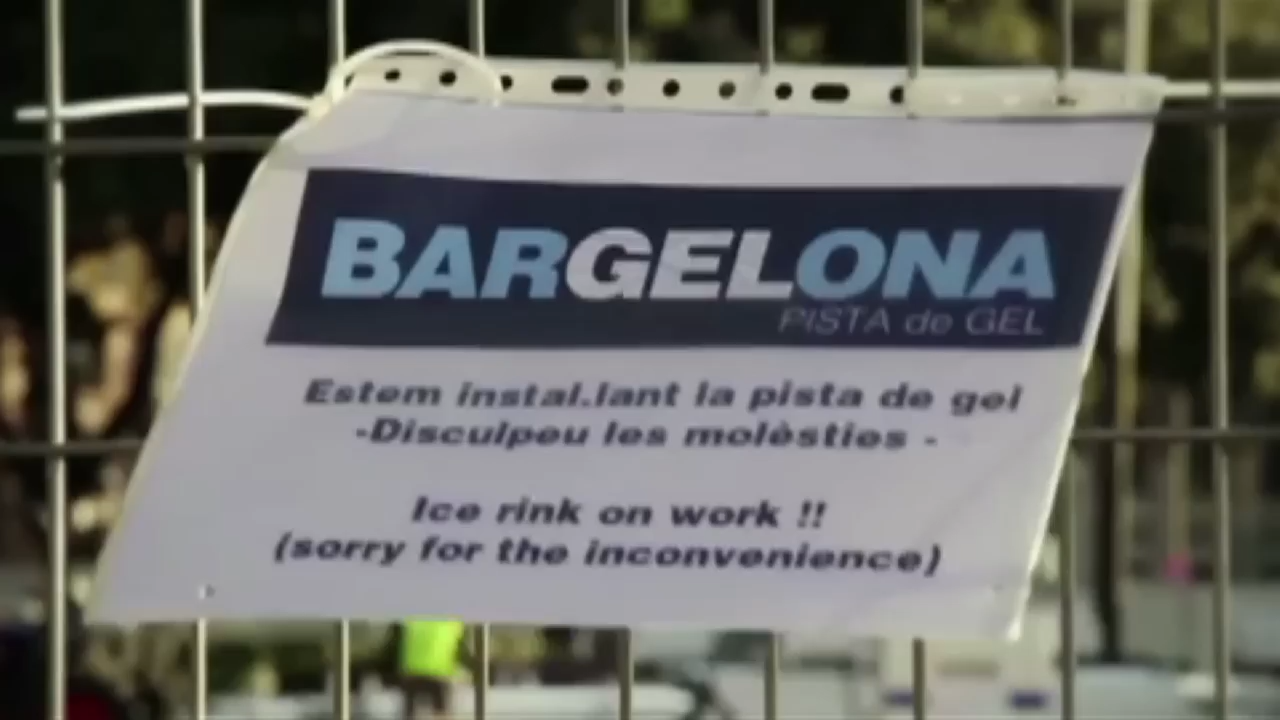 BARGELONA
PISTA de GEL
Estem instal.lant la pista de gel
-Disculpeu les molèsties -
Ice rink on work !!
(sorry for the inconvenience)